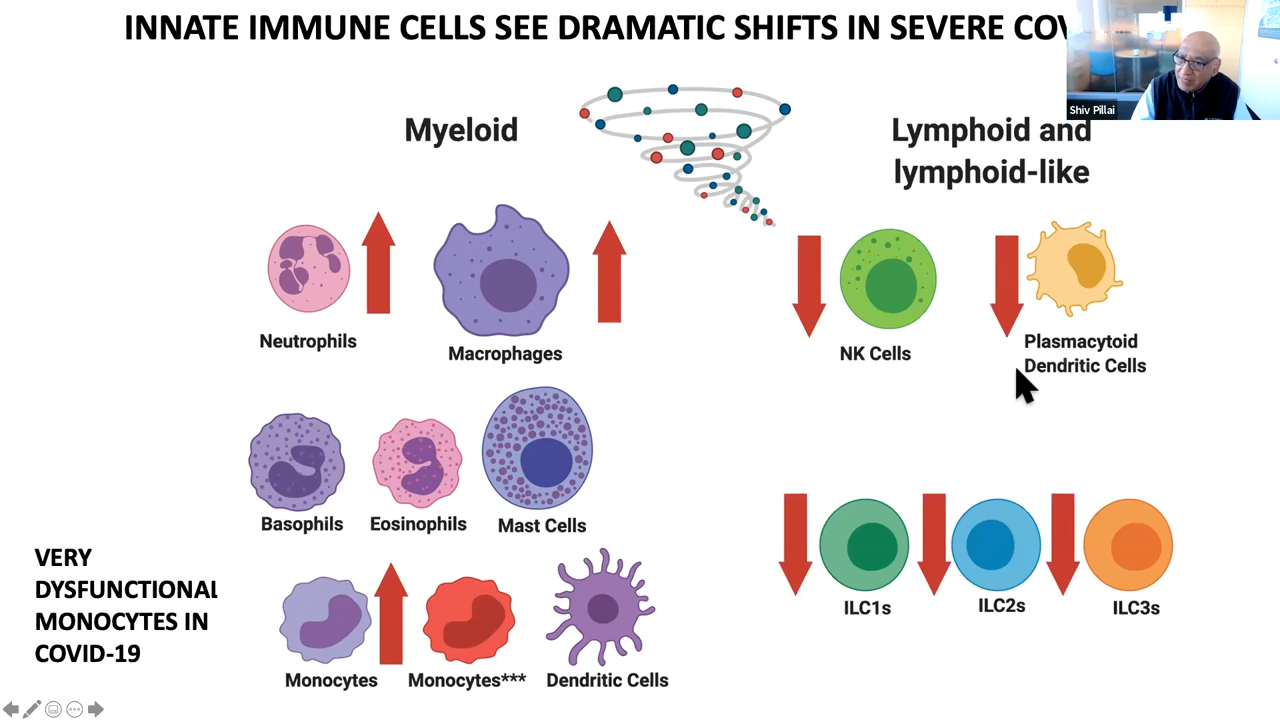 INNATE IMMUNE CELLS SEE DRAMATIC SHIFTS IN SEVERE
Shiv Pillai
Myeloid
Lymphoid and
lymphoid-like
Neutrophils
Macrophages
NK Cells
Plasmacytoid
Dendritic Cells
Basophils
Eosinophils
Mast Cells
VERY
DYSFUNCTIONAL
MONOCYTES IN
COVID-19
ILC1s
ILC2s
ILC3s
Monocytes
Monocytes***
Dendritic Cells